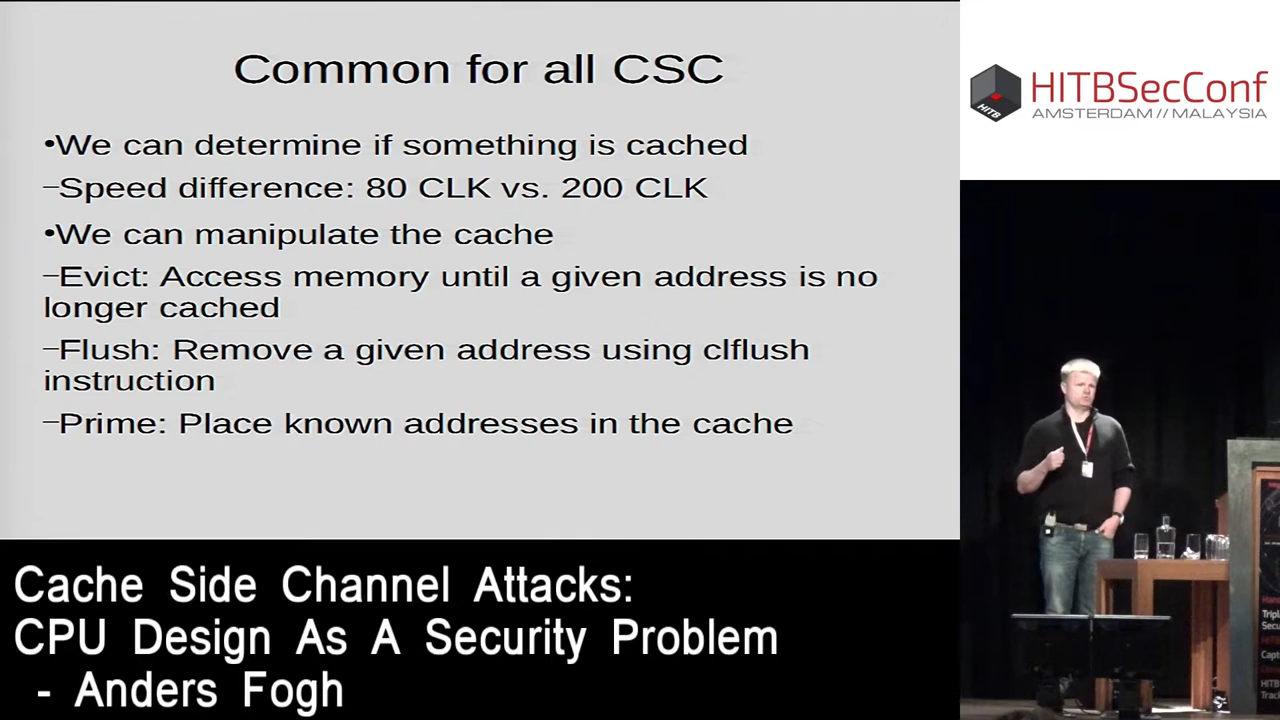 Common for all CSC
•We can determine if something is cached
–Speed difference: 80 CLK vs. 200 CLK
•We can manipulate the cache
–Evict: Access memory until a given address is no
longer cached
–Flush: Remove a given address using clflush
instruction
–Prime: Place known addresses in the cache
HITBSecConf
AMSTERDAM // MALAYSIA
HITB
Cache Side Channel Attacks:
CPU Design As A Security Problem
- Anders Fogh